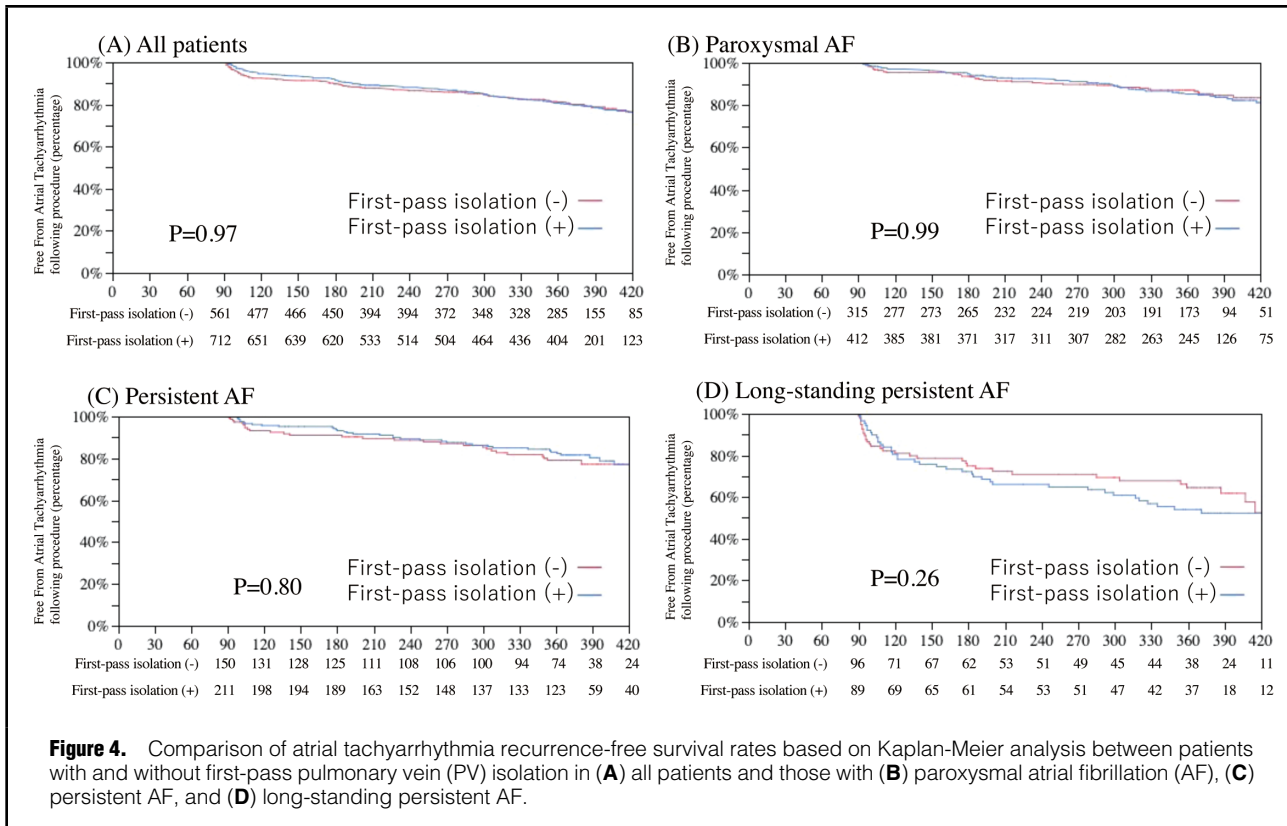 (A) All patients
Free From Atrial Tachyarrhythmia
following procedure (percentage)
100%
80%
60%
40%
20%
0%
First-pass isolation (-)
First-pass isolation (+)
P=0.97
0 30 60 90 120 150 180 210 240 270 300 330 360 390 420
First-pass isolation (-) 561 477 466 450 394 394 372 348 328 285 155 85
First-pass isolation (+) 712 651 639 620 533 514 504 464 436 404 201 123
(B) Paroxysmal AF
Free From Atrial Tachyarrhythmia
following procedure (percentage)
100%
80%
60%
40%
20%
0%
First-pass isolation (-)
First-pass isolation (+)
P=0.99
0 30 60 90 120 150 180 210 240 270 300 330 360 390 420
First-pass isolation (-) 315 277 273 265 232 224 219 203 191 173 94 51
First-pass isolation (+) 412 385 381 371 317 311 307 282 263 245 126 75
(C) Persistent AF
Free From Atrial Tachyarrhythmia
following procedure (percentage)
100%
80%
60%
40%
20%
0%
First-pass isolation (-)
First-pass isolation (+)
P=0.80
0 30 60 90 120 150 180 210 240 270 300 330 360 390 420
First-pass isolation (-) 150 131 128 125 111 108 106 100 94 74 38 24
First-pass isolation (+) 211 198 194 189 163 152 148 137 133 123 59 40
(D) Long-standing persistent AF
Free From Atrial Tachyarrhythmia
following procedure (percentage)
100%
80%
60%
40%
20%
0%
First-pass isolation (-)
First-pass isolation (+)
P=0.26
0 30 60 90 120 150 180 210 240 270 300 330 360 390 420
First-pass isolation (-) 96 71 67 62 53 51 49 45 44 38 24 11
First-pass isolation (+) 89 69 65 61 54 53 51 47 42 37 18 12
Figure 4. Comparison of atrial tachyarrhythmia recurrence-free survival rates based on Kaplan-Meier analysis between patients
with and without first-pass pulmonary vein (PV) isolation in (A) all patients and those with (B) paroxysmal atrial fibrillation (AF), (C)
persistent AF, and (D) long-standing persistent AF.